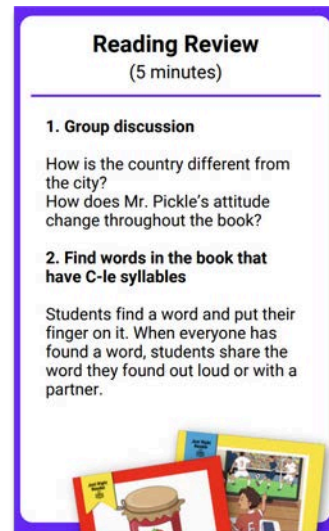 Reading Review
(5 minutes)
1. Group discussion
How is the country different from
the city?
How does Mr. Pickle's attitude
change throughout the book?
2. Find words in the book that
have C-le syllables
Students find a word and put their
finger on it. When everyone has
found a word, students share the
word they found out loud or with a
partner.